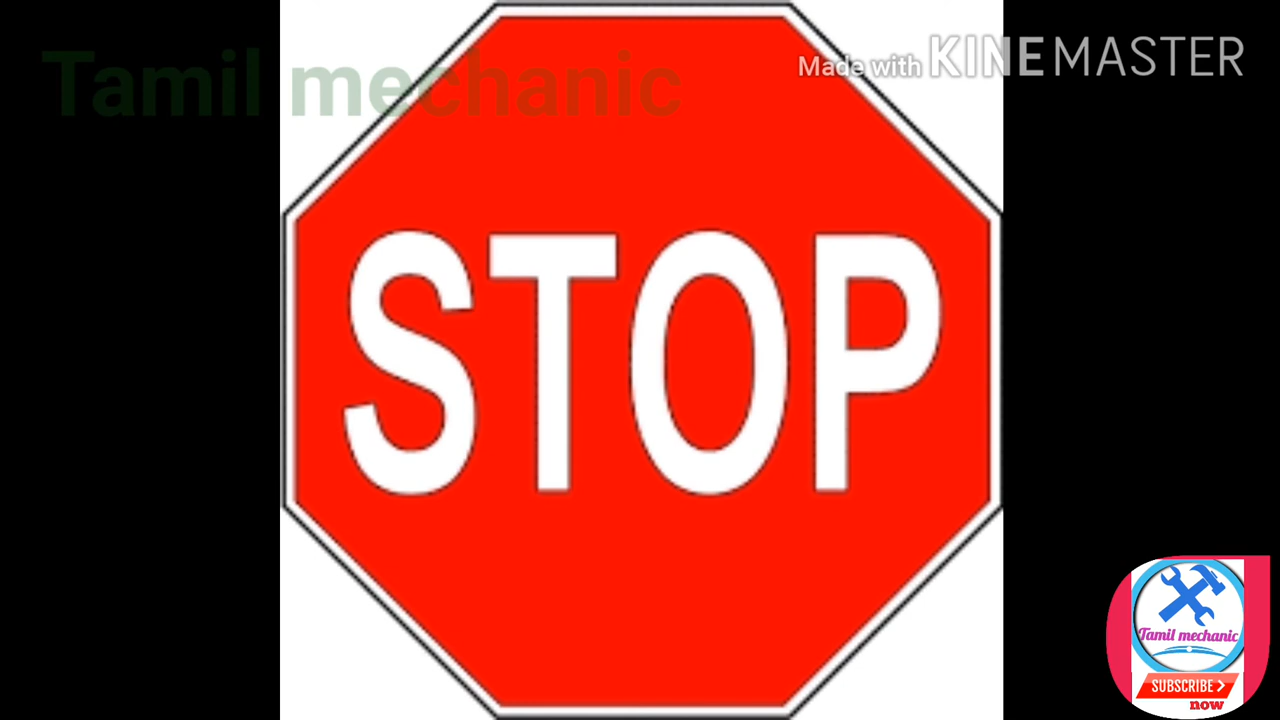 Tamil mechanic
Made with KINEMASTER
STOP
Tamil mechanic
SUBSCRIBE >
now